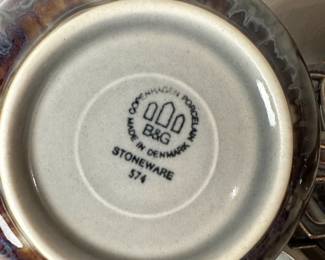 COPENHAGEN PORCELAIN
B&G
MADE IN DENMARK
STONEWARE
574